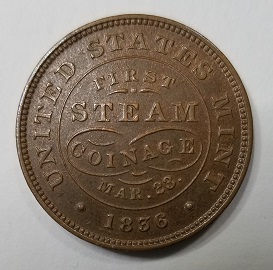 UNITED STATES MINT
FIRST
STEAM
COINAGE
MAR. 23.
• 1836 •